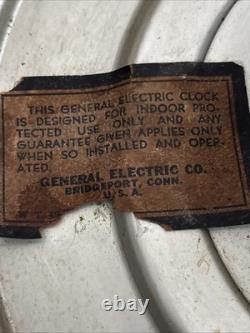 THIS GENERAL ELECTRIC CLOCK
IS DESIGNED FOR INDOOR PRO-
TECTED USE ONLY AND ANY
GUARANTEE GIVEN APPLIES ONLY
WHEN SO INSTALLED AND OPER-
ATED
GENERAL ELECTRIC CO.
BRIDGEPORT, CONN.
U. S. A.